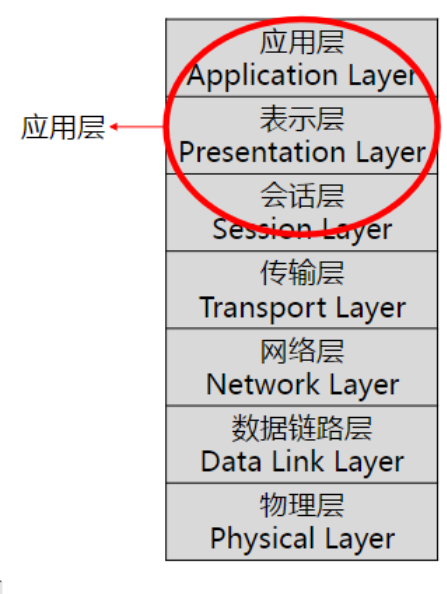 应用层
Application Layer
应用层
表示层
Presentation Layer
会话层
Session Layer
传输层
Transport Layer
网络层
Network Layer
数据链路层
Data Link Layer
物理层
Physical Layer